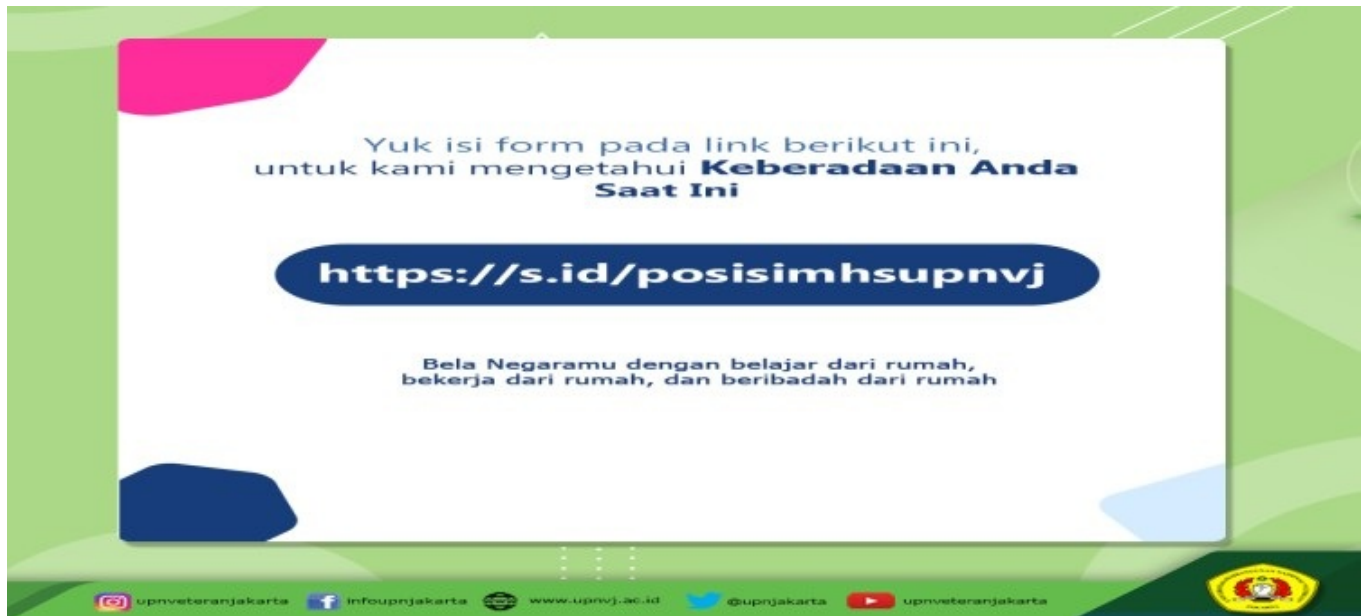 Yuk isi form pada link berikut ini,
untuk kami mengetahui Keberadaan Anda
Saat Ini
https://s.id/posisimhsupnvj
Bela Negaramu dengan belajar dari rumah,
bekerja dari rumah, dan beribadah dari rumah
upnveteranjakarta infoupnjakarta www.upnvj.ac.id @upnjakarta upnveteranjakarta